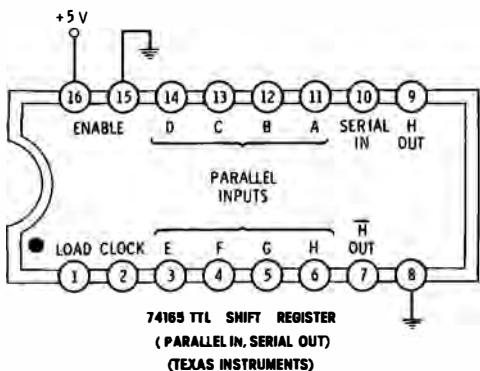 +5 V
16 15 14 13 12 11 10 9
ENABLE D C B A SERIAL IN H OUT
PARALLEL
INPUTS
LOAD CLOCK E F G H H̅ OUT
1 2 3 4 5 6 7 8
74165 TTL SHIFT REGISTER
( PARALLEL IN, SERIAL OUT)
(TEXAS INSTRUMENTS)